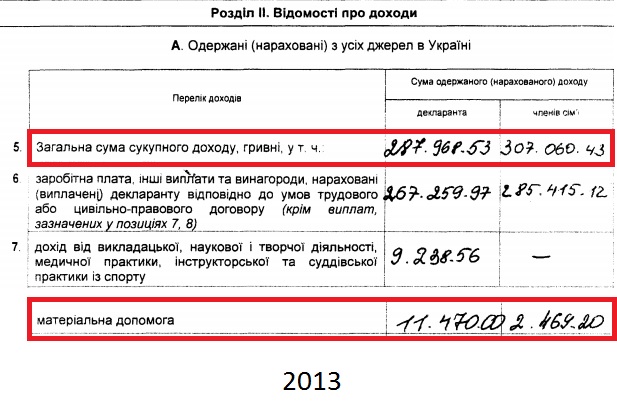 Розділ II. Відомості про доходи
А. Одержані (нараховані) з усіх джерел в Україні
Перелік доходів
Сума одержаного (нарахованого) доходу
декларанта
членів сім'ї
5. Загальна сума сукупного доходу, гривні, у т. ч.: 287.968.53 307.060.43
6. заробітна плата, інші виплати та винагороди, нараховані
(виплачені) декларанту відповідно до умов трудового 267.259.97 285.415.12
або цивільно-правового договору (крім виплат,
зазначених у позиціях 7, 8)
7. дохід від викладацької, наукової і творчої діяльності,
медичної практики, інструкторської та суддівської 9.238.56 —
практики із спорту
матеріальна допомога 11.470.00 2.469.20
2013